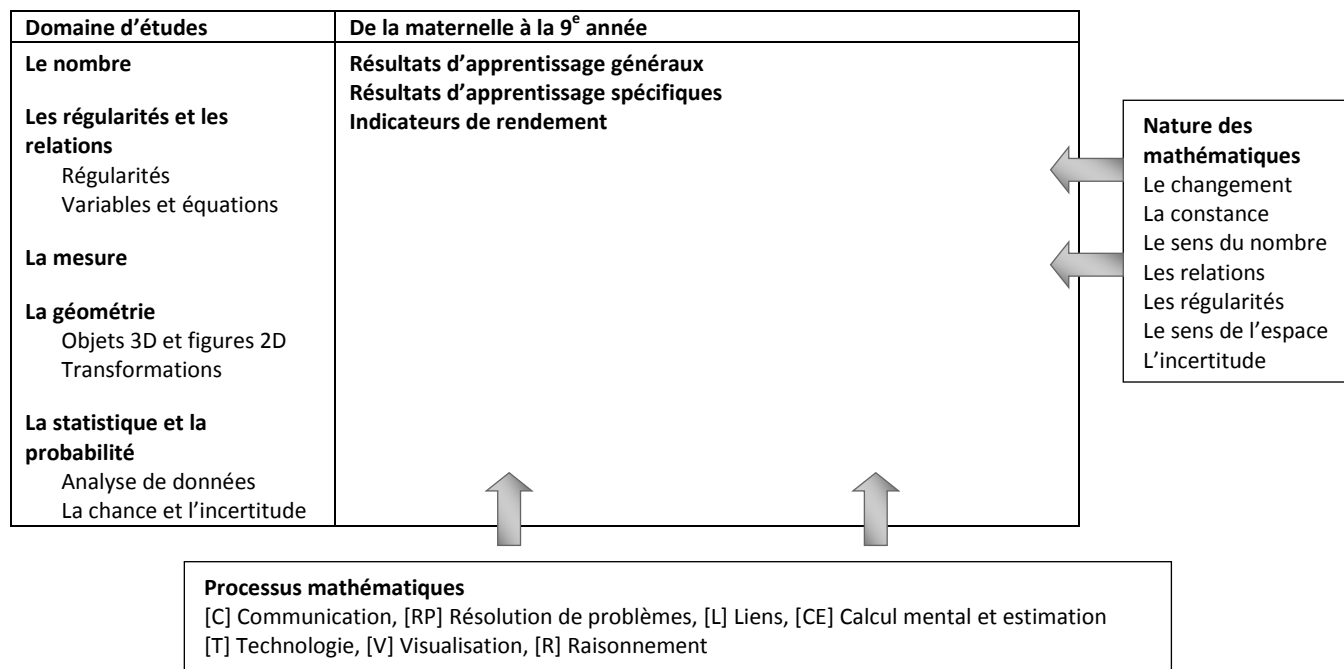 Domaine d’études
De la maternelle à la 9e année
Le nombre
Les régularités et les
relations
Régularités
Variables et équations
La mesure
La géométrie
Objets 3D et figures 2D
Transformations
La statistique et la
probabilité
Analyse de données
La chance et l’incertitude
Résultats d’apprentissage généraux
Résultats d’apprentissage spécifiques
Indicateurs de rendement
Nature des
mathématiques
Le changement
La constance
Le sens du nombre
Les relations
Les régularités
Le sens de l’espace
L’incertitude
Processus mathématiques
[C] Communication, [RP] Résolution de problèmes, [L] Liens, [CE] Calcul mental et estimation
[T] Technologie, [V] Visualisation, [R] Raisonnement